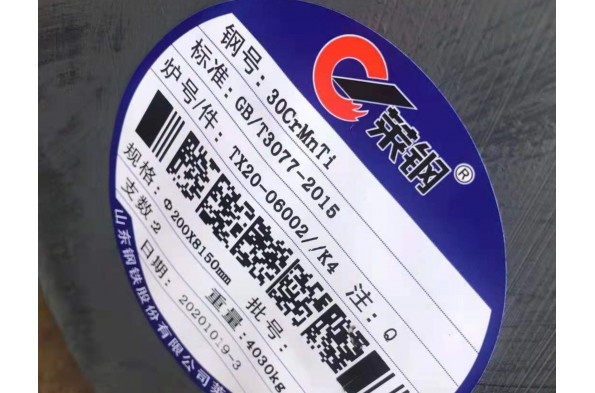 莱钢®
钢号: 30CrMnTi
标准: GB/T3077-2015
炉号/件: TX20-06002//K4 注: Q
规格: Φ200X8150mm 批号:
支数:2 重量:4030kg
日期: 20201019-3
山东钢铁股份有限公司莱